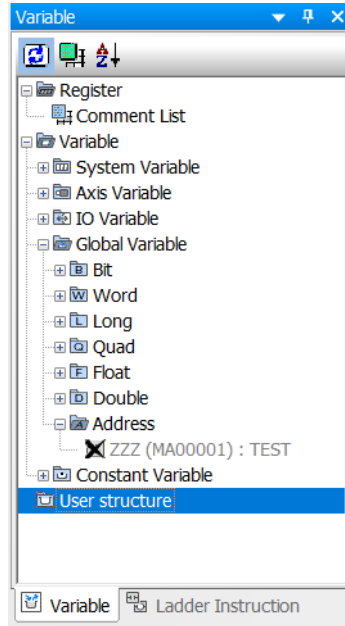 Variable
Register
Comment List
Variable
System Variable
Axis Variable
IO Variable
Global Variable
B Bit
W Word
L Long
Q Quad
F Float
D Double
Address
ZZZ (MA00001) : TEST
Constant Variable
User structure
Variable Ladder Instruction